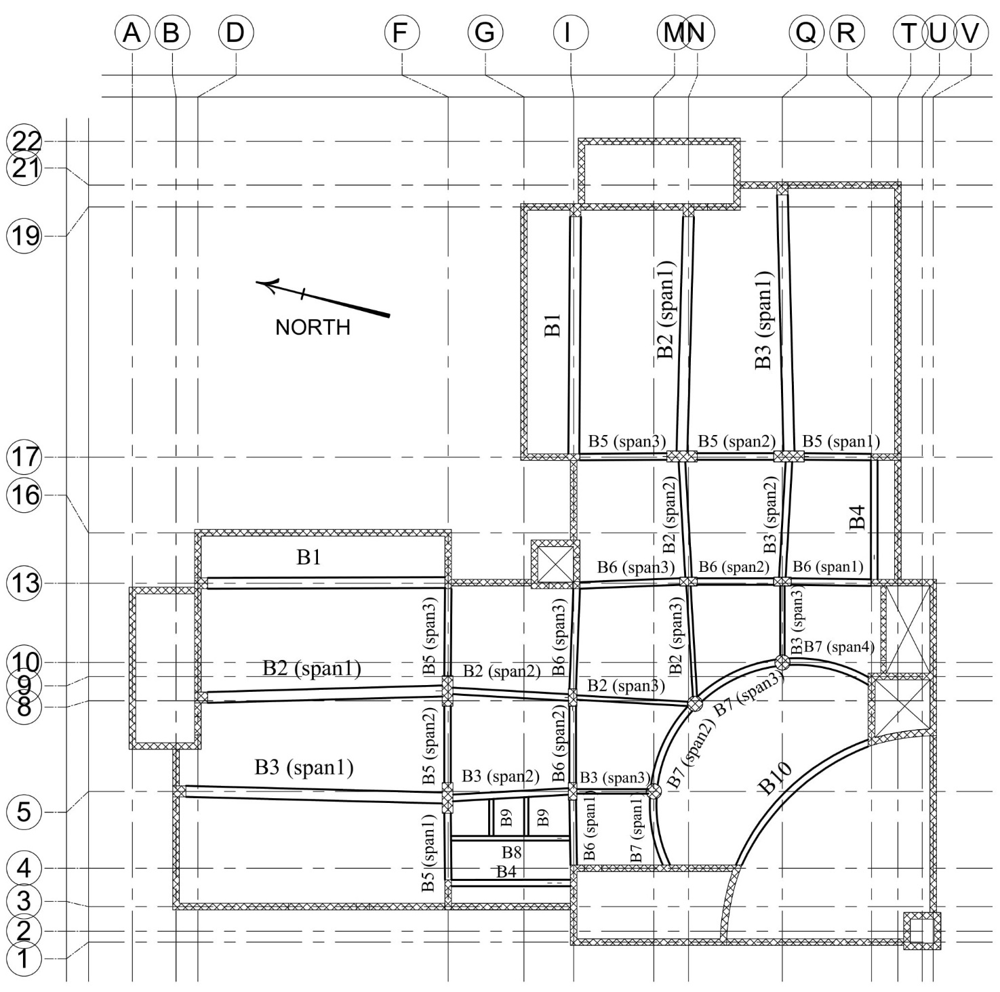 A B D F G I M N Q R T U V
22
21
19
NORTH
B1
B2 (span1)
B3 (span1)
17
B5 (span3)
B5 (span2)
B5 (span1)
16
B2 (span2)
B3 (span2)
B4
B1
13
B6 (span3)
B6 (span2)
B6 (span1)
B5 (span3)
B6 (span3)
B2 (span3)
B3 (span3)
10
B7 (span4)
B2 (span1)
B2 (span2)
B2 (span3)
9
8
B7 (span3)
B7 (span2)
B5 (span2)
B6 (span2)
B3 (span1)
B3 (span2)
B3 (span3)
B10
5
B9
B9
B5 (span1)
B6 (span1)
B7 (span1)
B8
4
B4
3
2
1